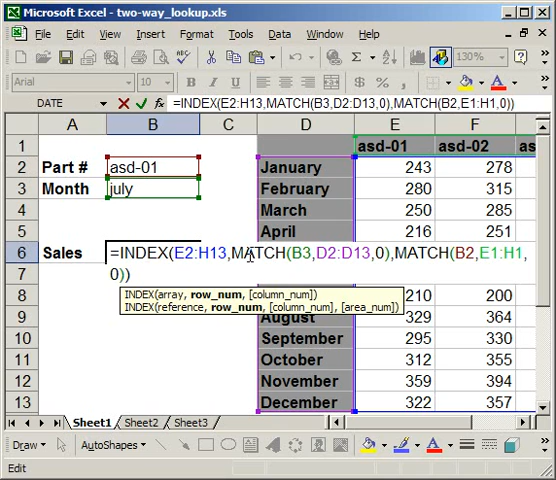 Microsoft Excel - two-way_lookup.xls
File Edit View Insert Format Tools Data Window Help
130%
Arial 10 B
DATE =INDEX(E2:H13,MATCH(B3,D2:D13,0),MATCH(B2,E1:H1,0))
A B C D E F
1 asd-01 asd-02 as
2 Part # asd-01 January 243 278
3 Month july February 280 315
4 March 250 285
5 April 216 251
6 Sales =INDEX(E2:H13,MATCH(B3,D2:D13,0),MATCH(B2,E1:H1,
7 0))
INDEX(array, row_num, [column_num])
INDEX(reference, row_num, [column_num], [area_num])
8 210 200
9 August 329 364
10 September 295 330
11 October 312 355
12 November 359 394
13 December 322 357
Sheet1 Sheet2 Sheet3
Draw AutoShapes
Edit